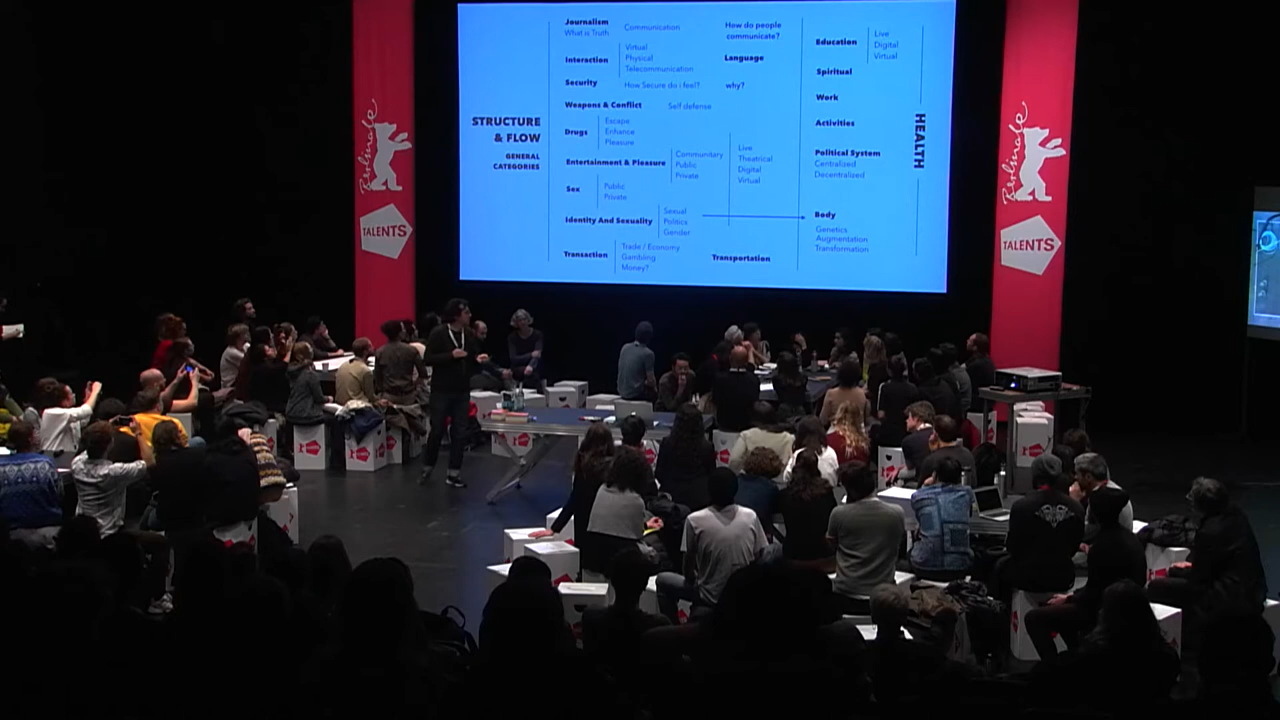 STRUCTURE
& FLOW
GENERAL
CATEGORIES
Journalism
What is Truth
Communication
How do people
communicate?
Interaction
Virtual
Physical
Telecommunication
Language
Security
How Secure do i feel?
why?
Weapons & Conflict
Self defense
Drugs
Escape
Enhance
Pleasure
Entertainment & Pleasure
Communitary
Public
Private
Live
Theatrical
Digital
Virtual
Sex
Public
Private
Identity And Sexuality
Sexual
Politics
Gender
Transaction
Trade / Economy
Gambling
Money?
Transportation
Education
Live
Digital
Virtual
Spiritual
Work
Activities
Political System
Centralised
Decentralized
Body
Genetics
Augmentation
Transformation
HEALTH
Berlinale
TALENTS
Berlinale
TALENTS